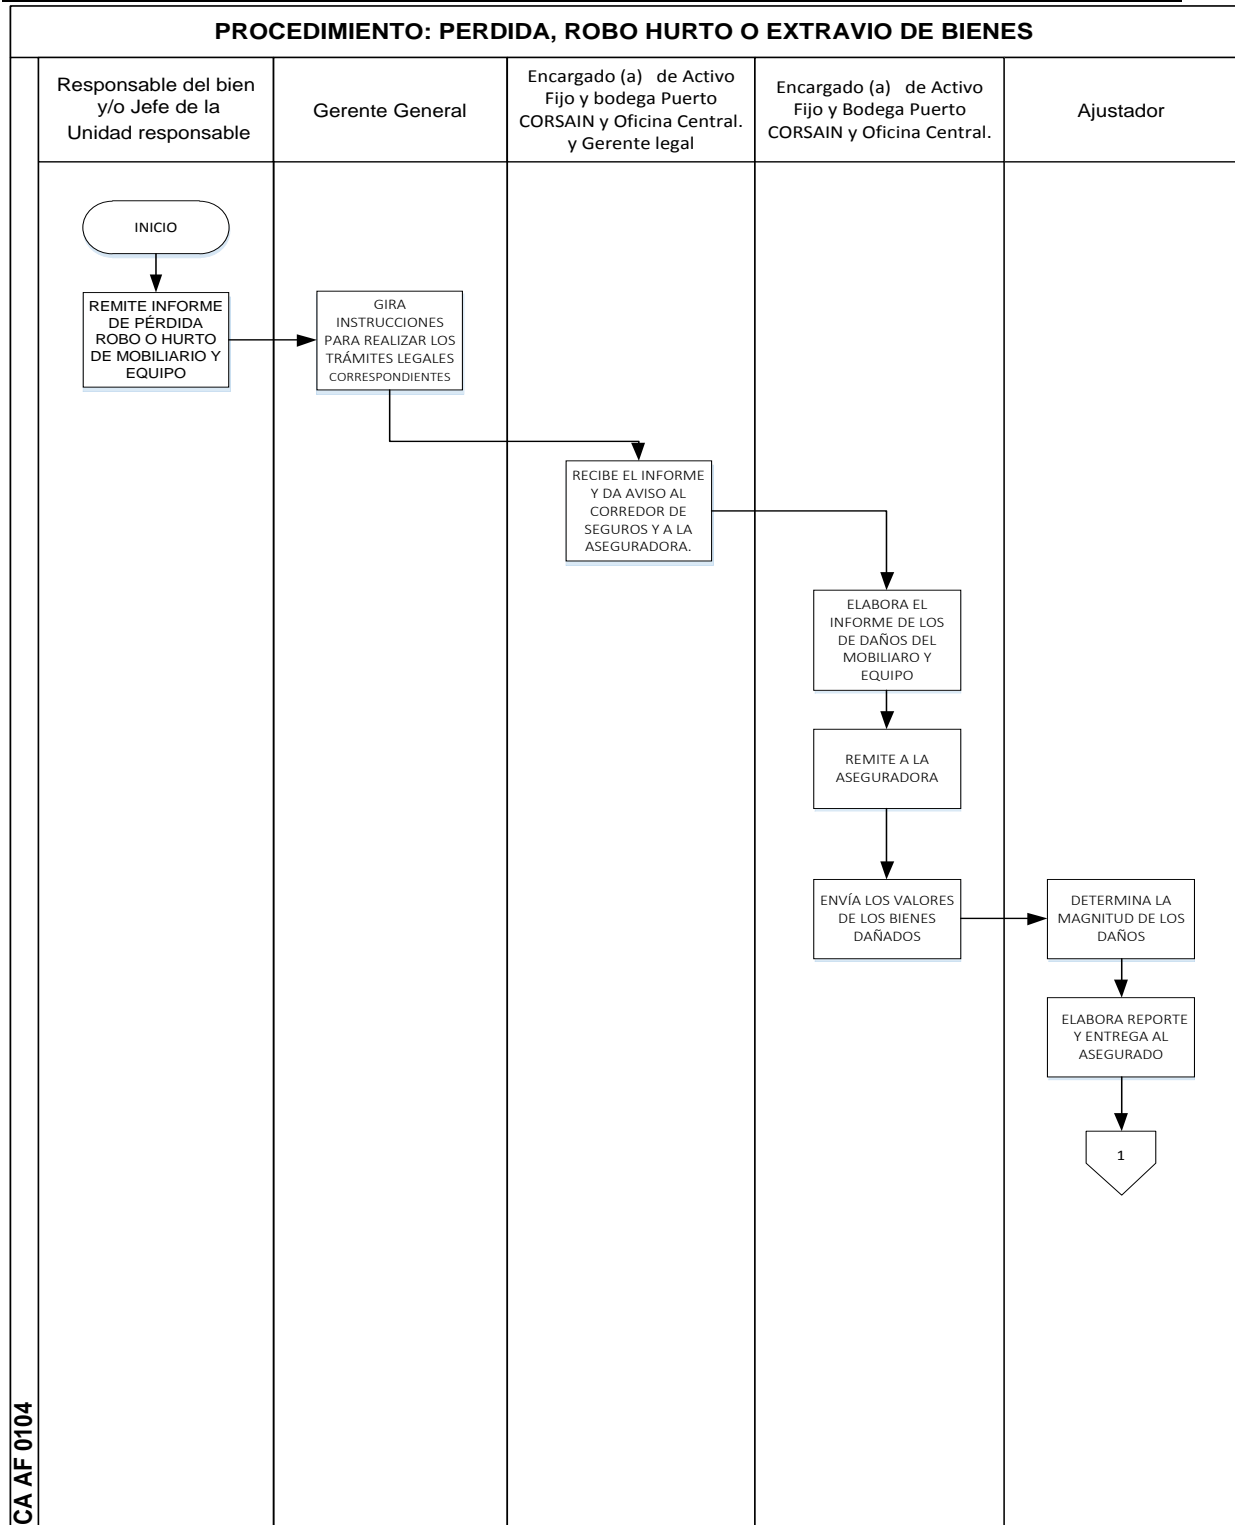 PROCEDIMIENTO: PERDIDA, ROBO HURTO O EXTRAVIO DE BIENES
Responsable del bien
y/o Jefe de la
Unidad responsable
Gerente General
Encargado (a) de Activo
Fijo y bodega Puerto
CORSAIN y Oficina Central.
y Gerente legal
Encargado (a) de Activo
Fijo y Bodega Puerto
CORSAIN y Oficina Central.
Ajustador
INICIO
REMITE INFORME
DE PÉRDIDA
ROBO O HURTO
DE MOBILIARIO Y
EQUIPO
GIRA
INSTRUCCIONES
PARA REALIZAR LOS
TRÁMITES LEGALES
CORRESPONDIENTES
RECIBE EL INFORME
Y DA AVISO AL
CORREDOR DE
SEGUROS Y A LA
ASEGURADORA.
ELABORA EL
INFORME DE LOS
DE DAÑOS DEL
MOBILIARO Y
EQUIPO
REMITE A LA
ASEGURADORA
ENVÍA LOS VALORES
DE LOS BIENES
DAÑADOS
DETERMINA LA
MAGNITUD DE LOS
DAÑOS
ELABORA REPORTE
Y ENTREGA AL
ASEGURADO
1
CA AF 0104